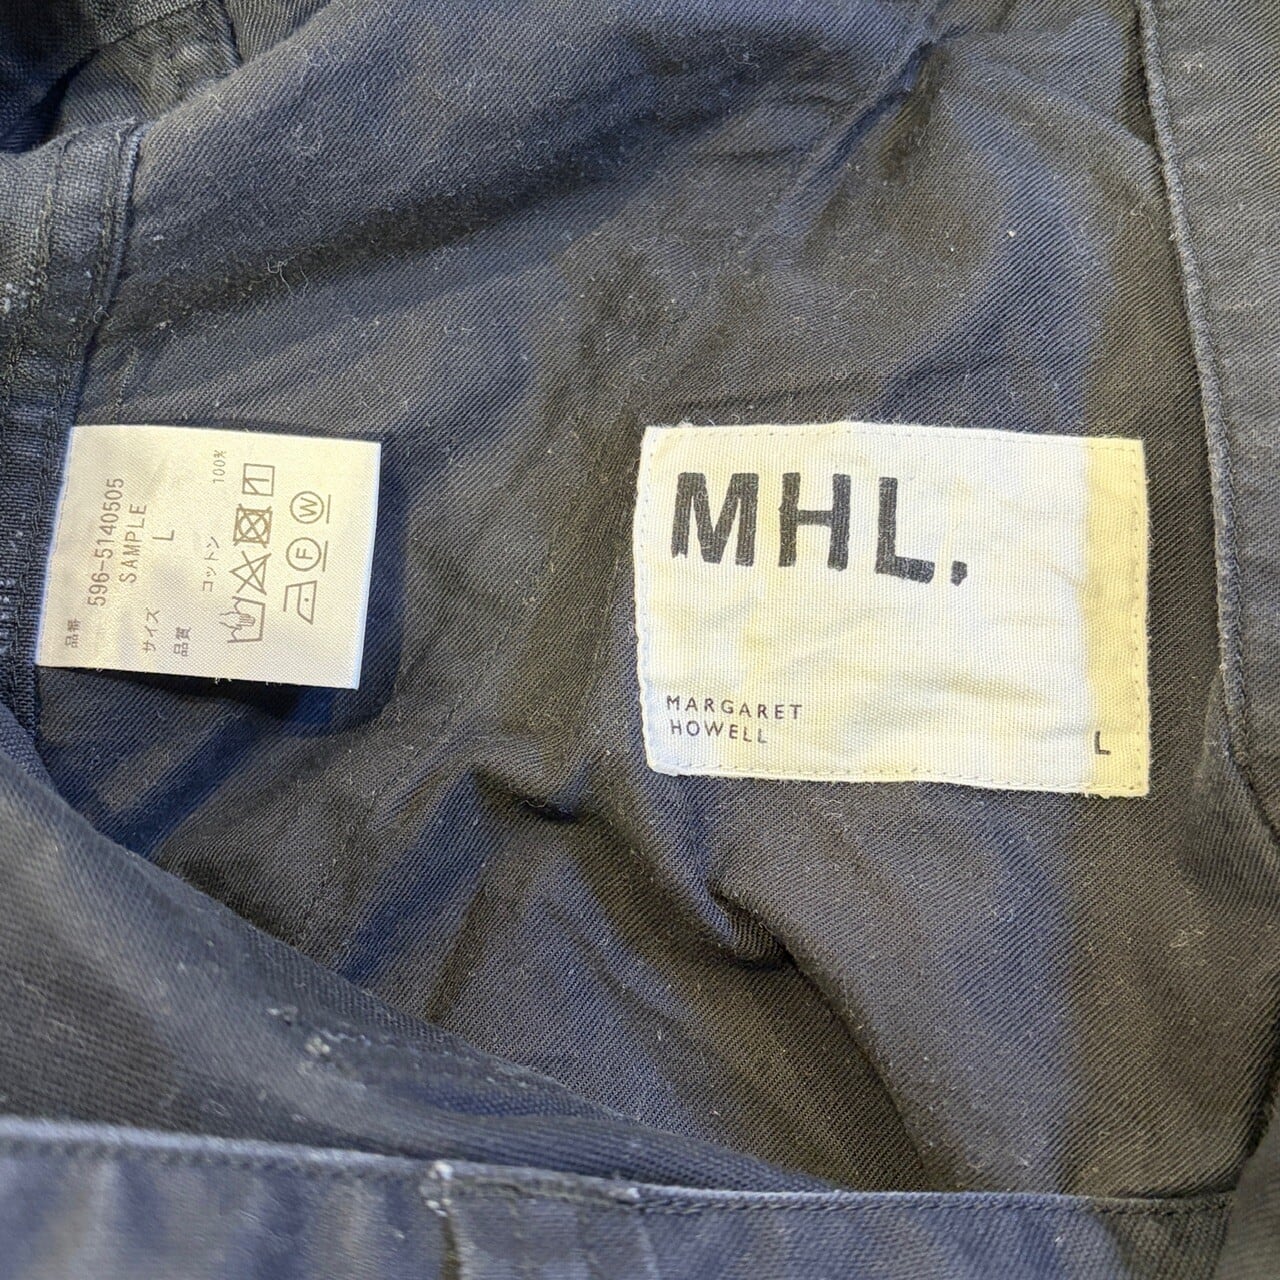 品番 596-5140505
SAMPLE
サイズ L
品質 コットン 100%
F W
MHL.
MARGARET
HOWELL
L